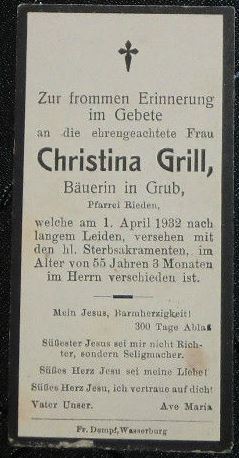 Zur frommen Erinnerung
im Gebete
an die ehrengeachtete Frau
Christina Grill,
Bäuerin in Grub,
Pfarrei Rieden,
welche am 1. April 1932 nach
langem Leiden, versehen mit
den hl. Sterbsakramenten, im
Alter von 55 Jahren 3 Monaten
im Herrn verschieden ist.
Mein Jesus, Barmherzigkeit!
300 Tage Ablaß
Süßester Jesus sei mir nicht Rich-
ter, sondern Seligmacher.
Süßes Herz Jesu sei meine Liebe!
Süßes Herz Jesu, ich vertraue auf dich!
Vater Unser. Ave Maria
Fr. Dempf, Wasserburg